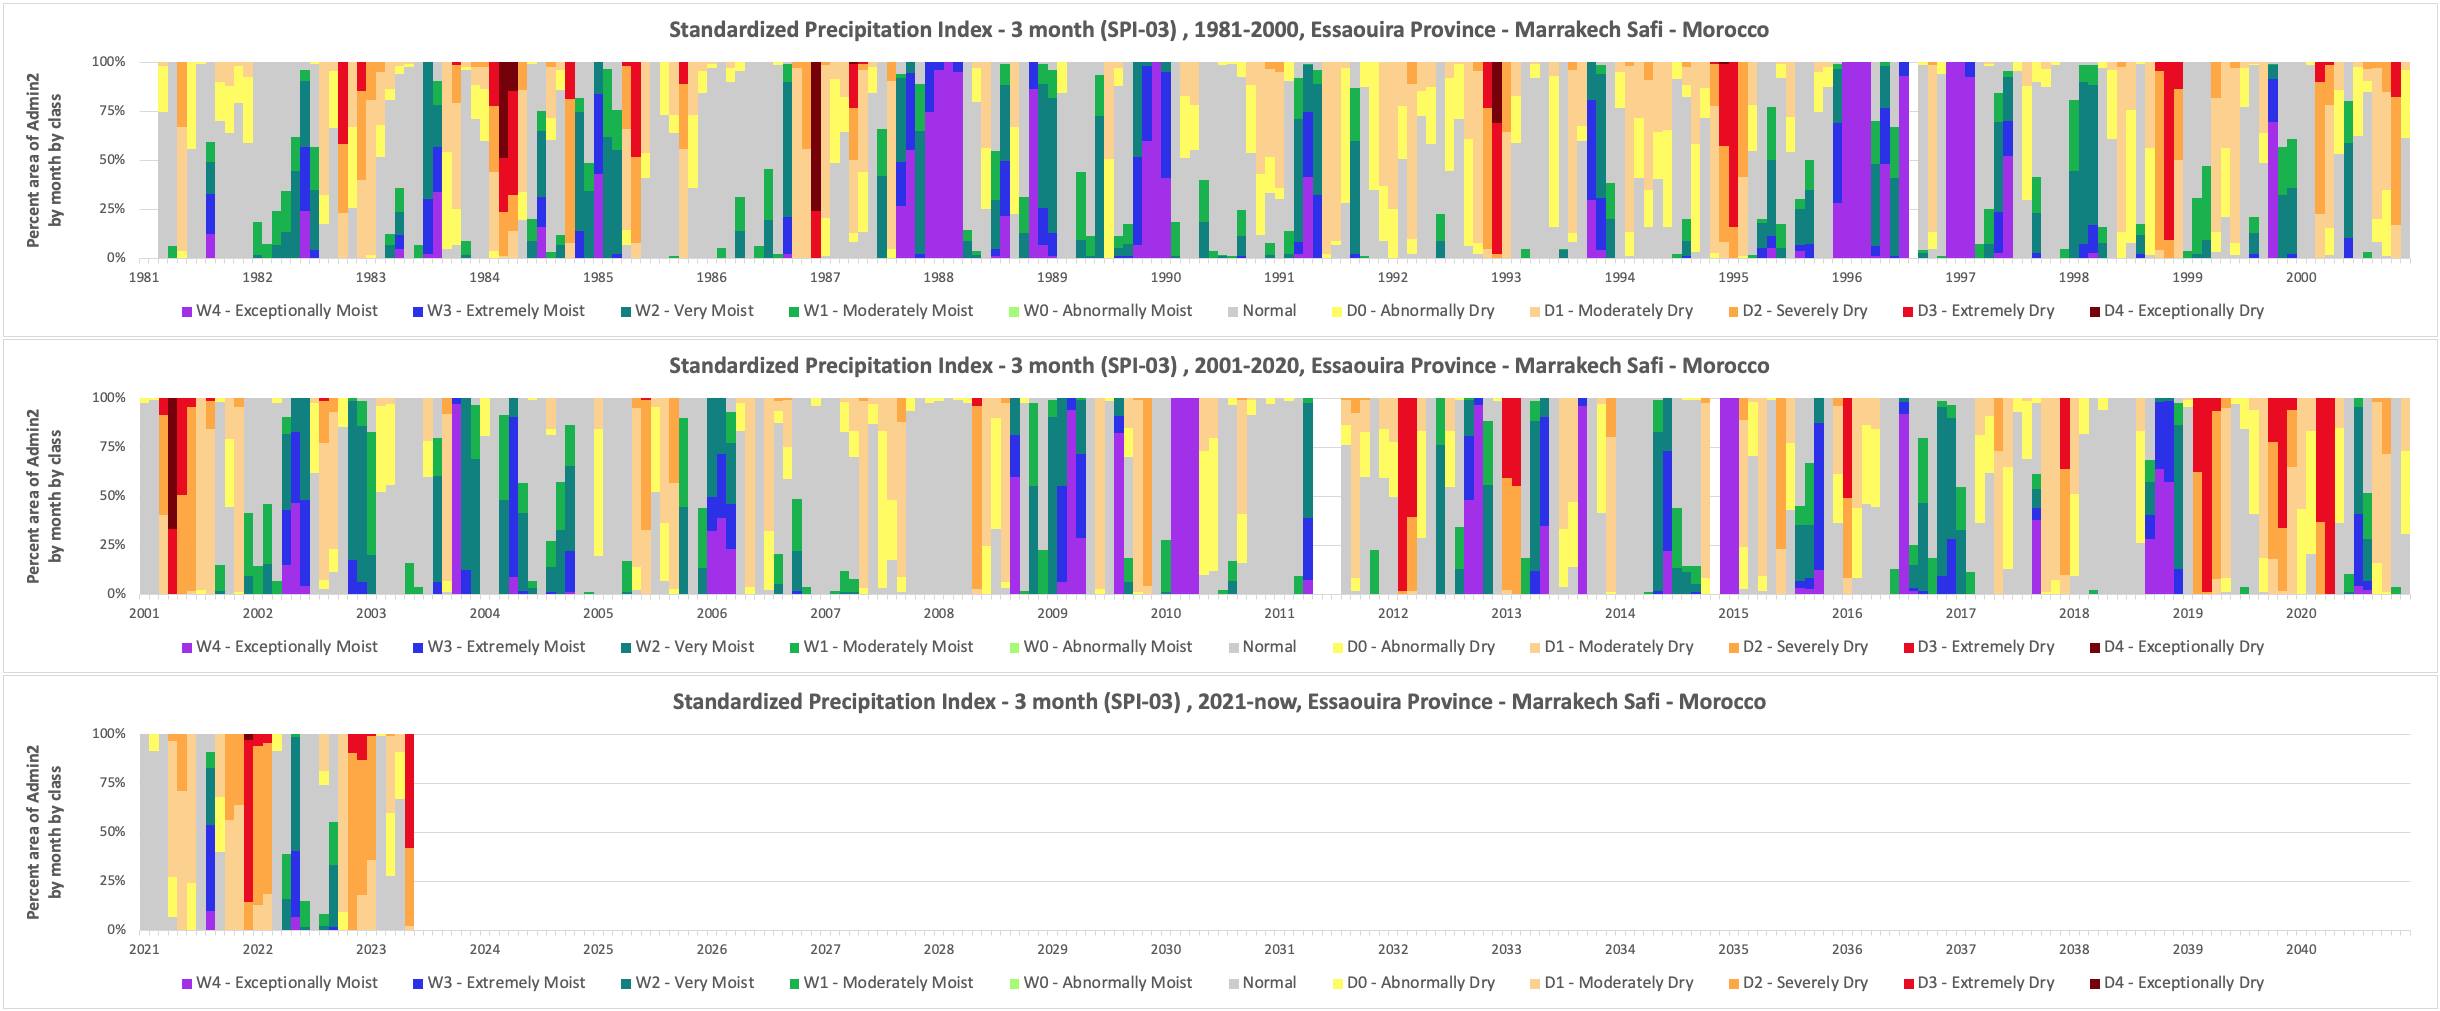 Standardized Precipitation Index - 3 month (SPI-03) , 1981-2000, Essaouira Province - Marrakech Safi - Morocco
Percent area of Admin2
by month by class
100%
75%
50%
25%
0%
1981 1982 1983 1984 1985 1986 1987 1988 1989 1990 1991 1992 1993 1994 1995 1996 1997 1998 1999 2000
W4 - Exceptionally Moist W3 - Extremely Moist W2 - Very Moist W1 - Moderately Moist W0 - Abnormally Moist Normal D0 - Abnormally Dry D1 - Moderately Dry D2 - Severely Dry D3 - Extremely Dry D4 - Exceptionally Dry
Standardized Precipitation Index - 3 month (SPI-03) , 2001-2020, Essaouira Province - Marrakech Safi - Morocco
Percent area of Admin2
by month by class
100%
75%
50%
25%
0%
2001 2002 2003 2004 2005 2006 2007 2008 2009 2010 2011 2012 2013 2014 2015 2016 2017 2018 2019 2020
W4 - Exceptionally Moist W3 - Extremely Moist W2 - Very Moist W1 - Moderately Moist W0 - Abnormally Moist Normal D0 - Abnormally Dry D1 - Moderately Dry D2 - Severely Dry D3 - Extremely Dry D4 - Exceptionally Dry
Standardized Precipitation Index - 3 month (SPI-03) , 2021-now, Essaouira Province - Marrakech Safi - Morocco
Percent area of Admin2
by month by class
100%
75%
50%
25%
0%
2021 2022 2023 2024 2025 2026 2027 2028 2029 2030 2031 2032 2033 2034 2035 2036 2037 2038 2039 2040
W4 - Exceptionally Moist W3 - Extremely Moist W2 - Very Moist W1 - Moderately Moist W0 - Abnormally Moist Normal D0 - Abnormally Dry D1 - Moderately Dry D2 - Severely Dry D3 - Extremely Dry D4 - Exceptionally Dry